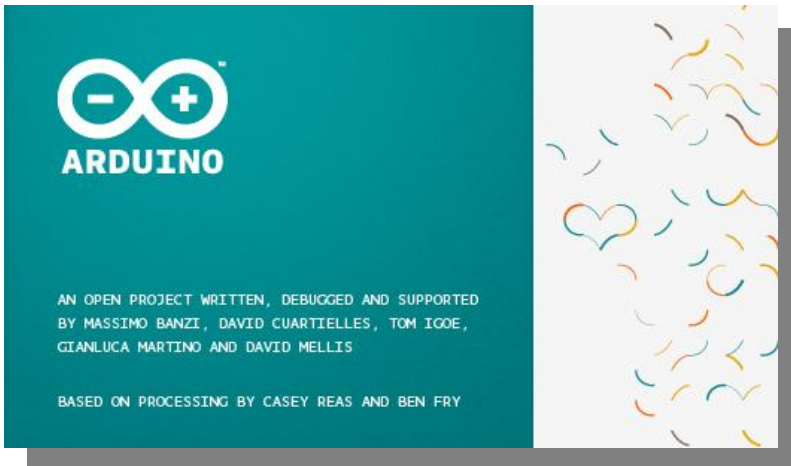 ARDUINO
AN OPEN PROJECT WRITTEN, DEBUGGED AND SUPPORTED
BY MASSIMO BANZI, DAVID CUARTIELLES, TOM IGOE,
GIANLUCA MARTINO AND DAVID MELLIS
BASED ON PROCESSING BY CASEY REAS AND BEN FRY